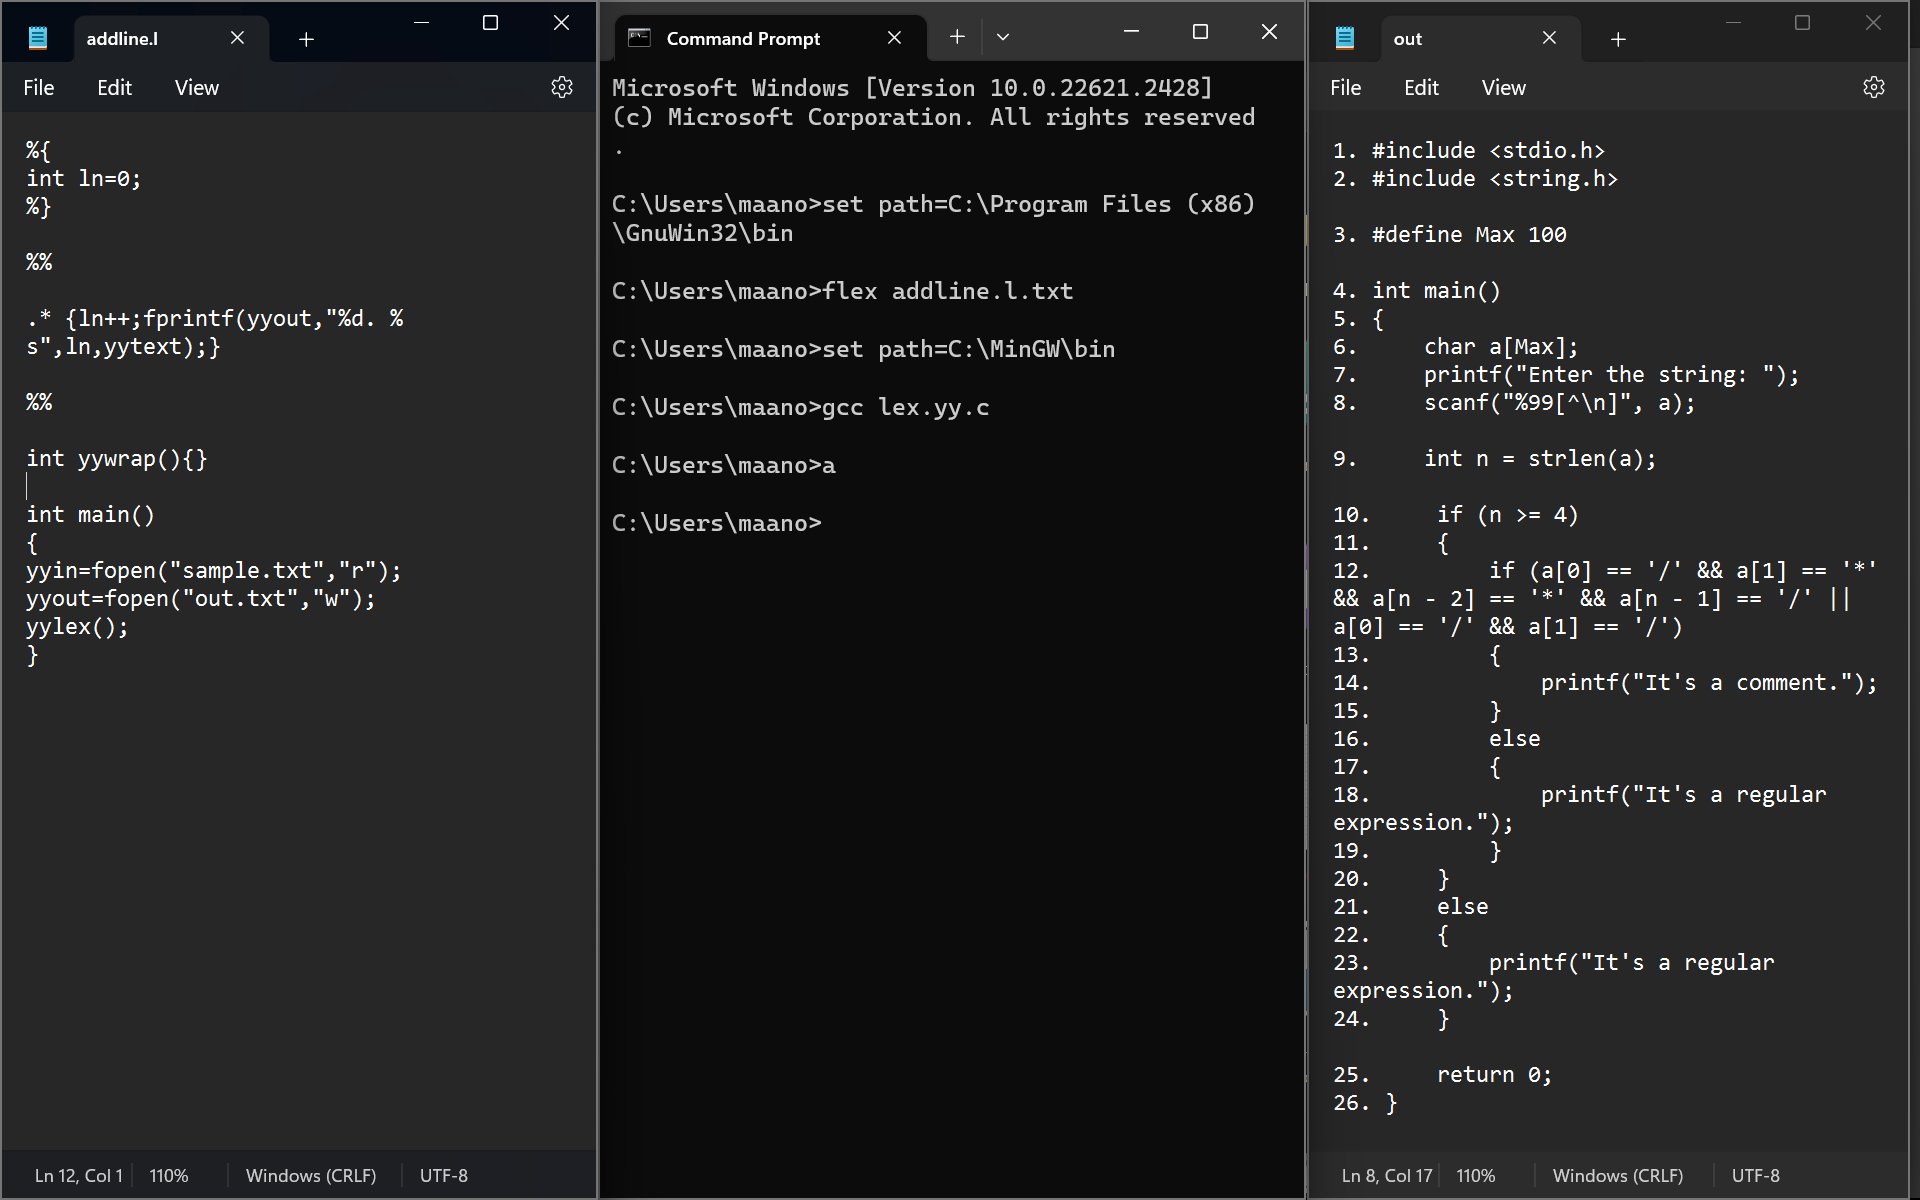 addline.l
File Edit View
%{
int ln=0;
%}
%%
.* {ln++;fprintf(yyout,"%d. %
s",ln,yytext);}
%%
int yywrap(){}
int main()
{
yyin=fopen("sample.txt","r");
yyout=fopen("out.txt","w");
yylex();
}
Ln 12, Col 1 110% Windows (CRLF) UTF-8
Command Prompt
Microsoft Windows [Version 10.0.22621.2428]
(c) Microsoft Corporation. All rights reserved
.
C:\Users\maano>set path=C:\Program Files (x86)
\GnuWin32\bin
C:\Users\maano>flex addline.l.txt
C:\Users\maano>set path=C:\MinGW\bin
C:\Users\maano>gcc lex.yy.c
C:\Users\maano>a
C:\Users\maano>
out
File Edit View
1. #include <stdio.h>
2. #include <string.h>
3. #define Max 100
4. int main()
5. {
6.     char a[Max];
7.     printf("Enter the string: ");
8.     scanf("%99[^\n]", a);
9.     int n = strlen(a);
10.     if (n >= 4)
11.     {
12.         if (a[0] == '/' && a[1] == '*'
&& a[n - 2] == '*' && a[n - 1] == '/' ||
a[0] == '/' && a[1] == '/')
13.         {
14.             printf("It's a comment.");
15.         }
16.         else
17.         {
18.             printf("It's a regular
expression.");
19.         }
20.     }
21.     else
22.     {
23.         printf("It's a regular
expression.");
24.     }
25.     return 0;
26. }
Ln 8, Col 17 110% Windows (CRLF) UTF-8